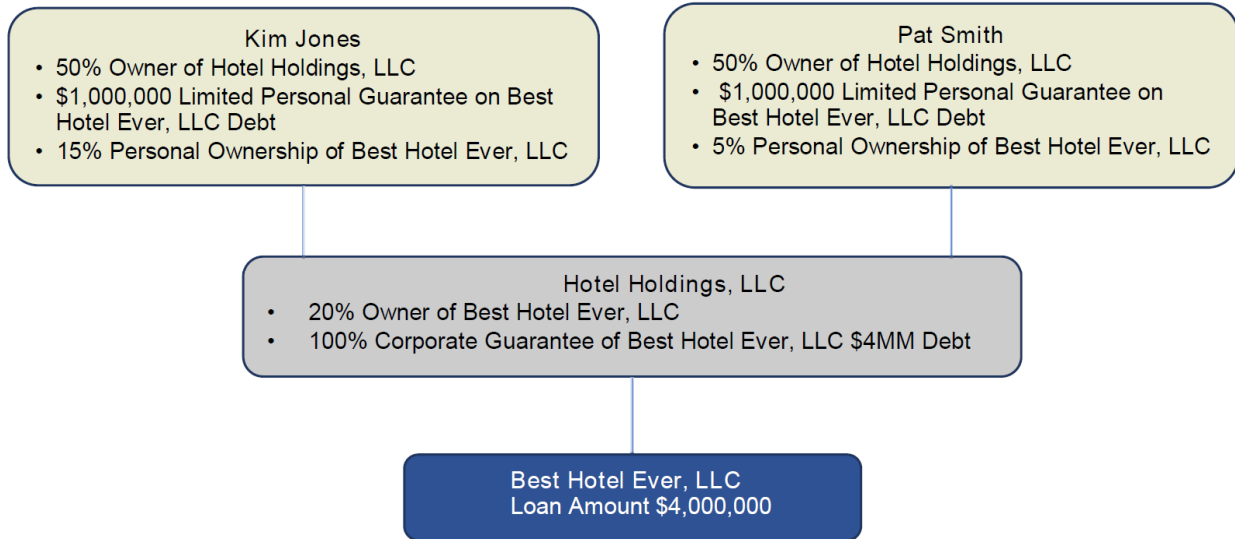 Kim Jones
• 50% Owner of Hotel Holdings, LLC
• $1,000,000 Limited Personal Guarantee on Best
Hotel Ever, LLC Debt
• 15% Personal Ownership of Best Hotel Ever, LLC
Pat Smith
• 50% Owner of Hotel Holdings, LLC
• $1,000,000 Limited Personal Guarantee on
Best Hotel Ever, LLC Debt
• 5% Personal Ownership of Best Hotel Ever, LLC
Hotel Holdings, LLC
• 20% Owner of Best Hotel Ever, LLC
• 100% Corporate Guarantee of Best Hotel Ever, LLC $4MM Debt
Best Hotel Ever, LLC
Loan Amount $4,000,000